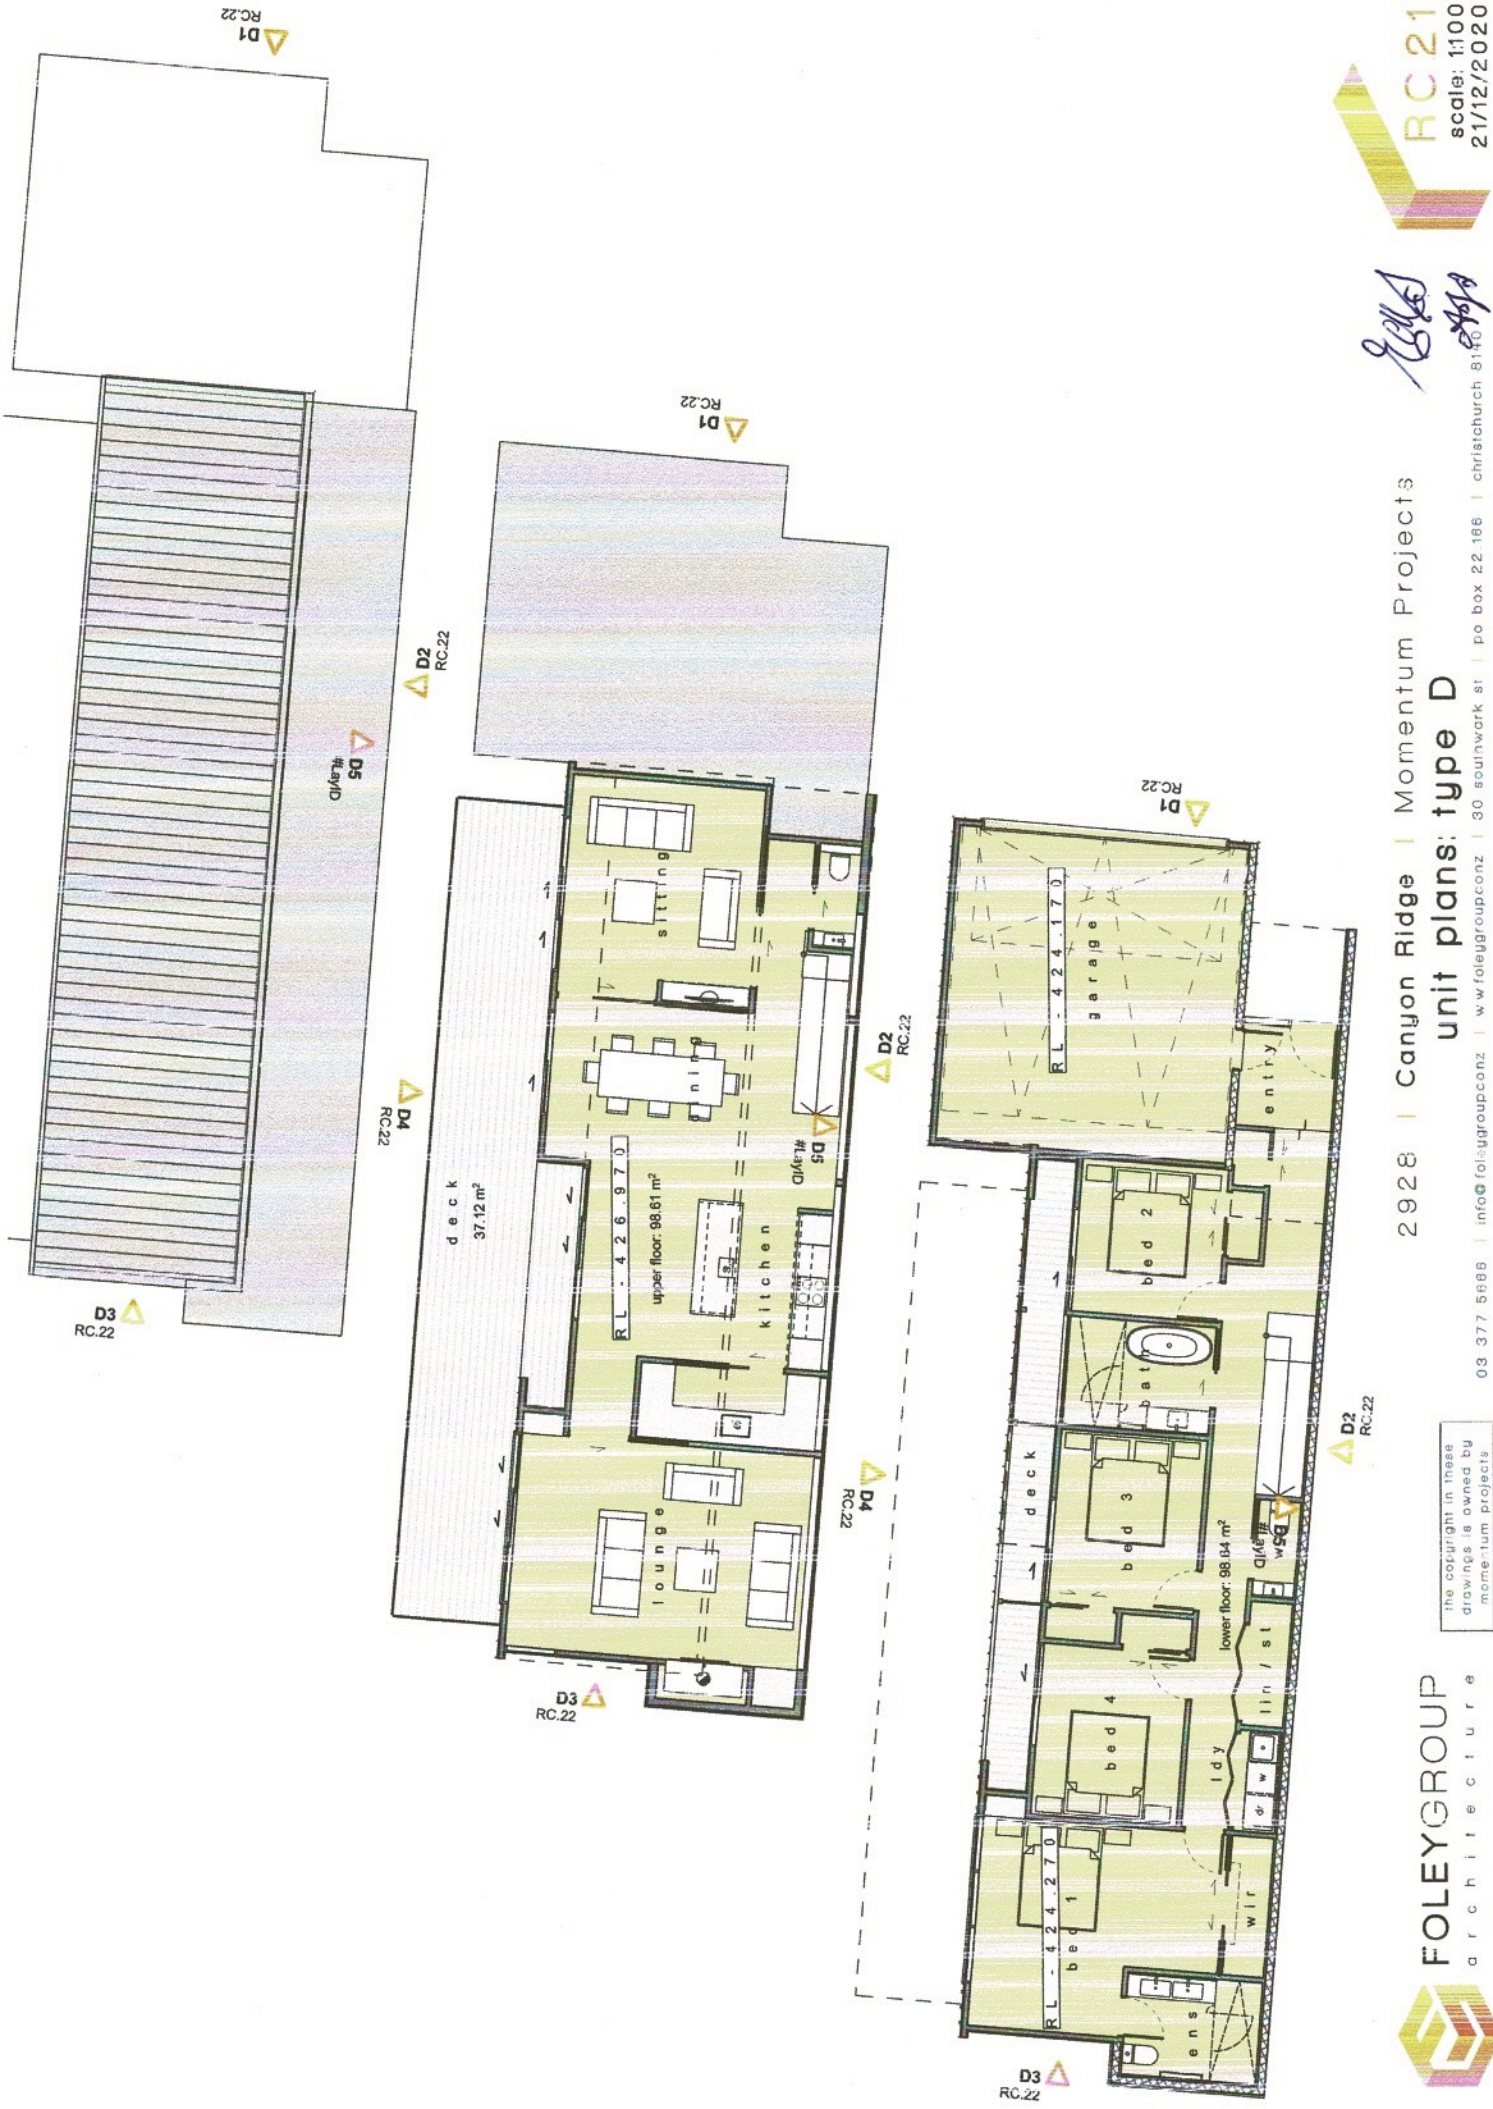 D1
RC.22
D2
RC.22
D5
#LayID
D3
RC.22
D1
RC.22
D4
RC.22
deck
37.12 m²
sitting
dining
RL - 426.970
upper floor: 98.61 m²
kitchen
lounge
D5
#LayID
D2
RC.22
D3
RC.22
D1
RC.22
D4
RC.22
RL - 424.170
garage
entry
bed 2
bath
deck
bed 3
lower floor: 98.64 m²
D5
#LayID
lin / st
bed 4
ldy
dr
w
RL - 424.270
bed 1
wir
ens
D2
RC.22
D3
RC.22
FOLEYGROUP
architecture
the copyright in these
drawings is owned by
momentum projects
2928 | Canyon Ridge | Momentum Projects
unit plans: type D
03 377 5666 | info@foleygroupconz | w w foleygroupconz | 30 southwark st | po box 22 166 | christchurch 8140
RC21
scale: 1:100
21/12/2020